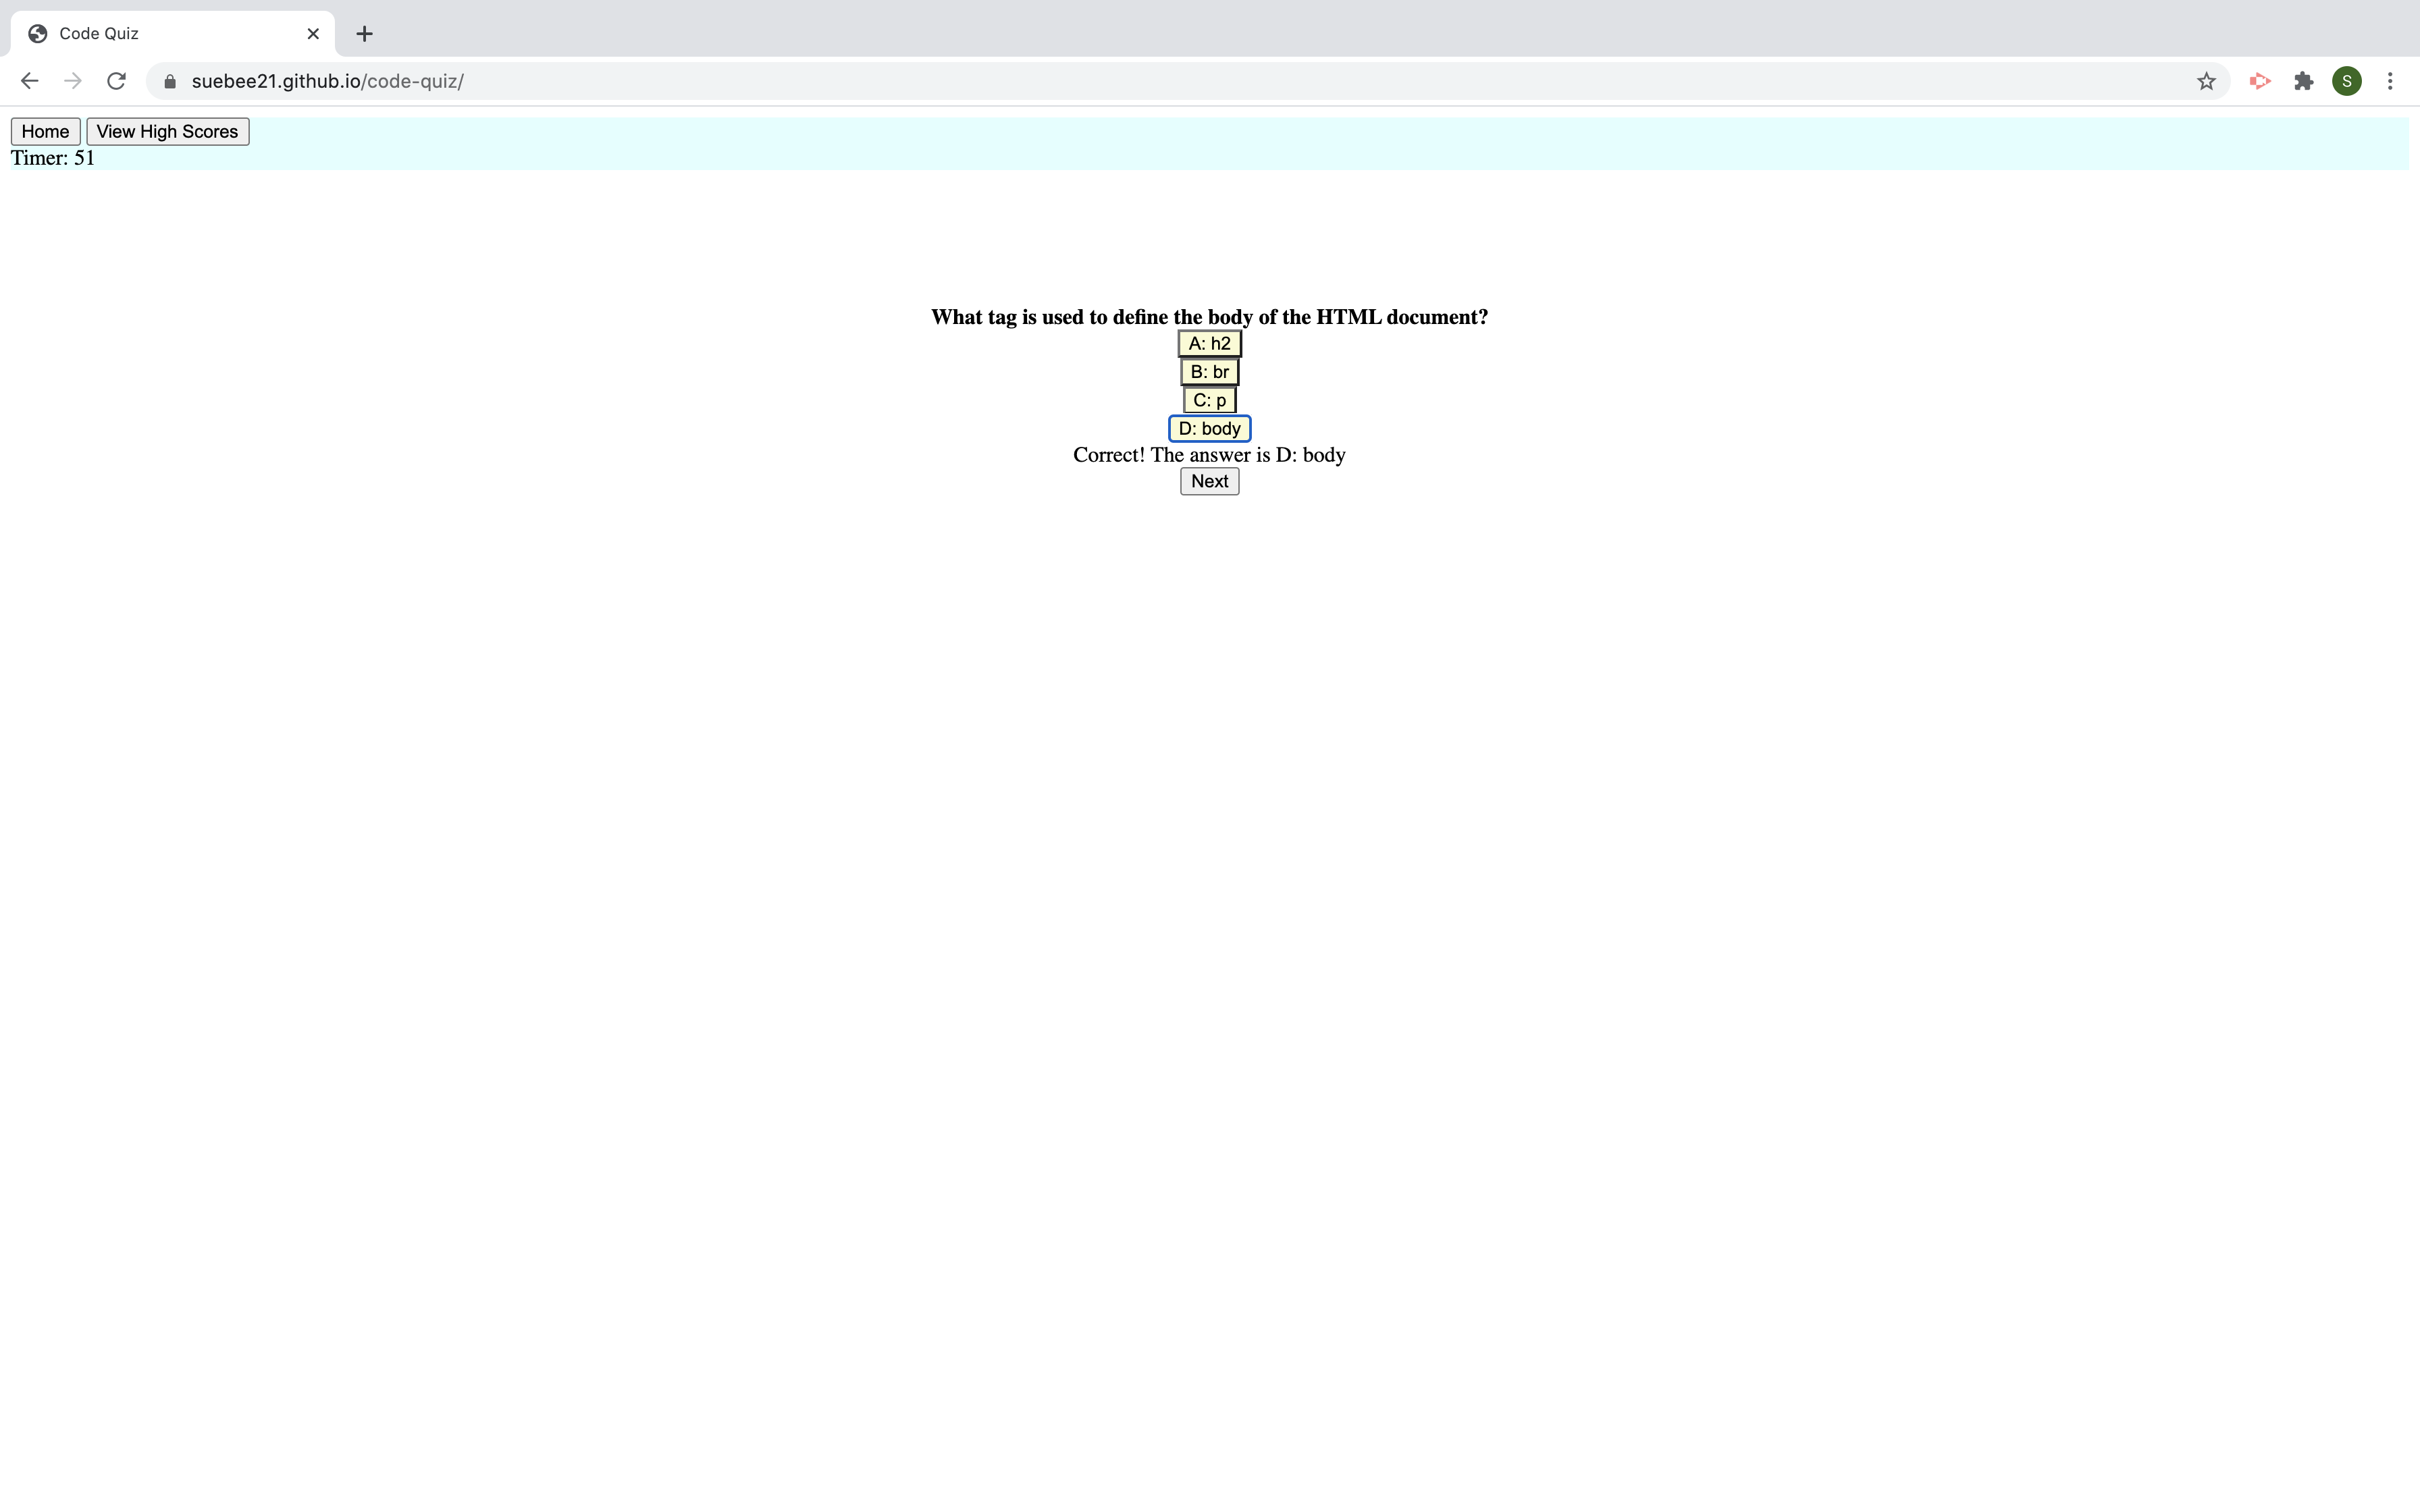 Code Quiz
suebee21.github.io/code-quiz/
S
Home View High Scores
Timer: 51
What tag is used to define the body of the HTML document?
A: h2
B: br
C: p
D: body
Correct! The answer is D: body
Next